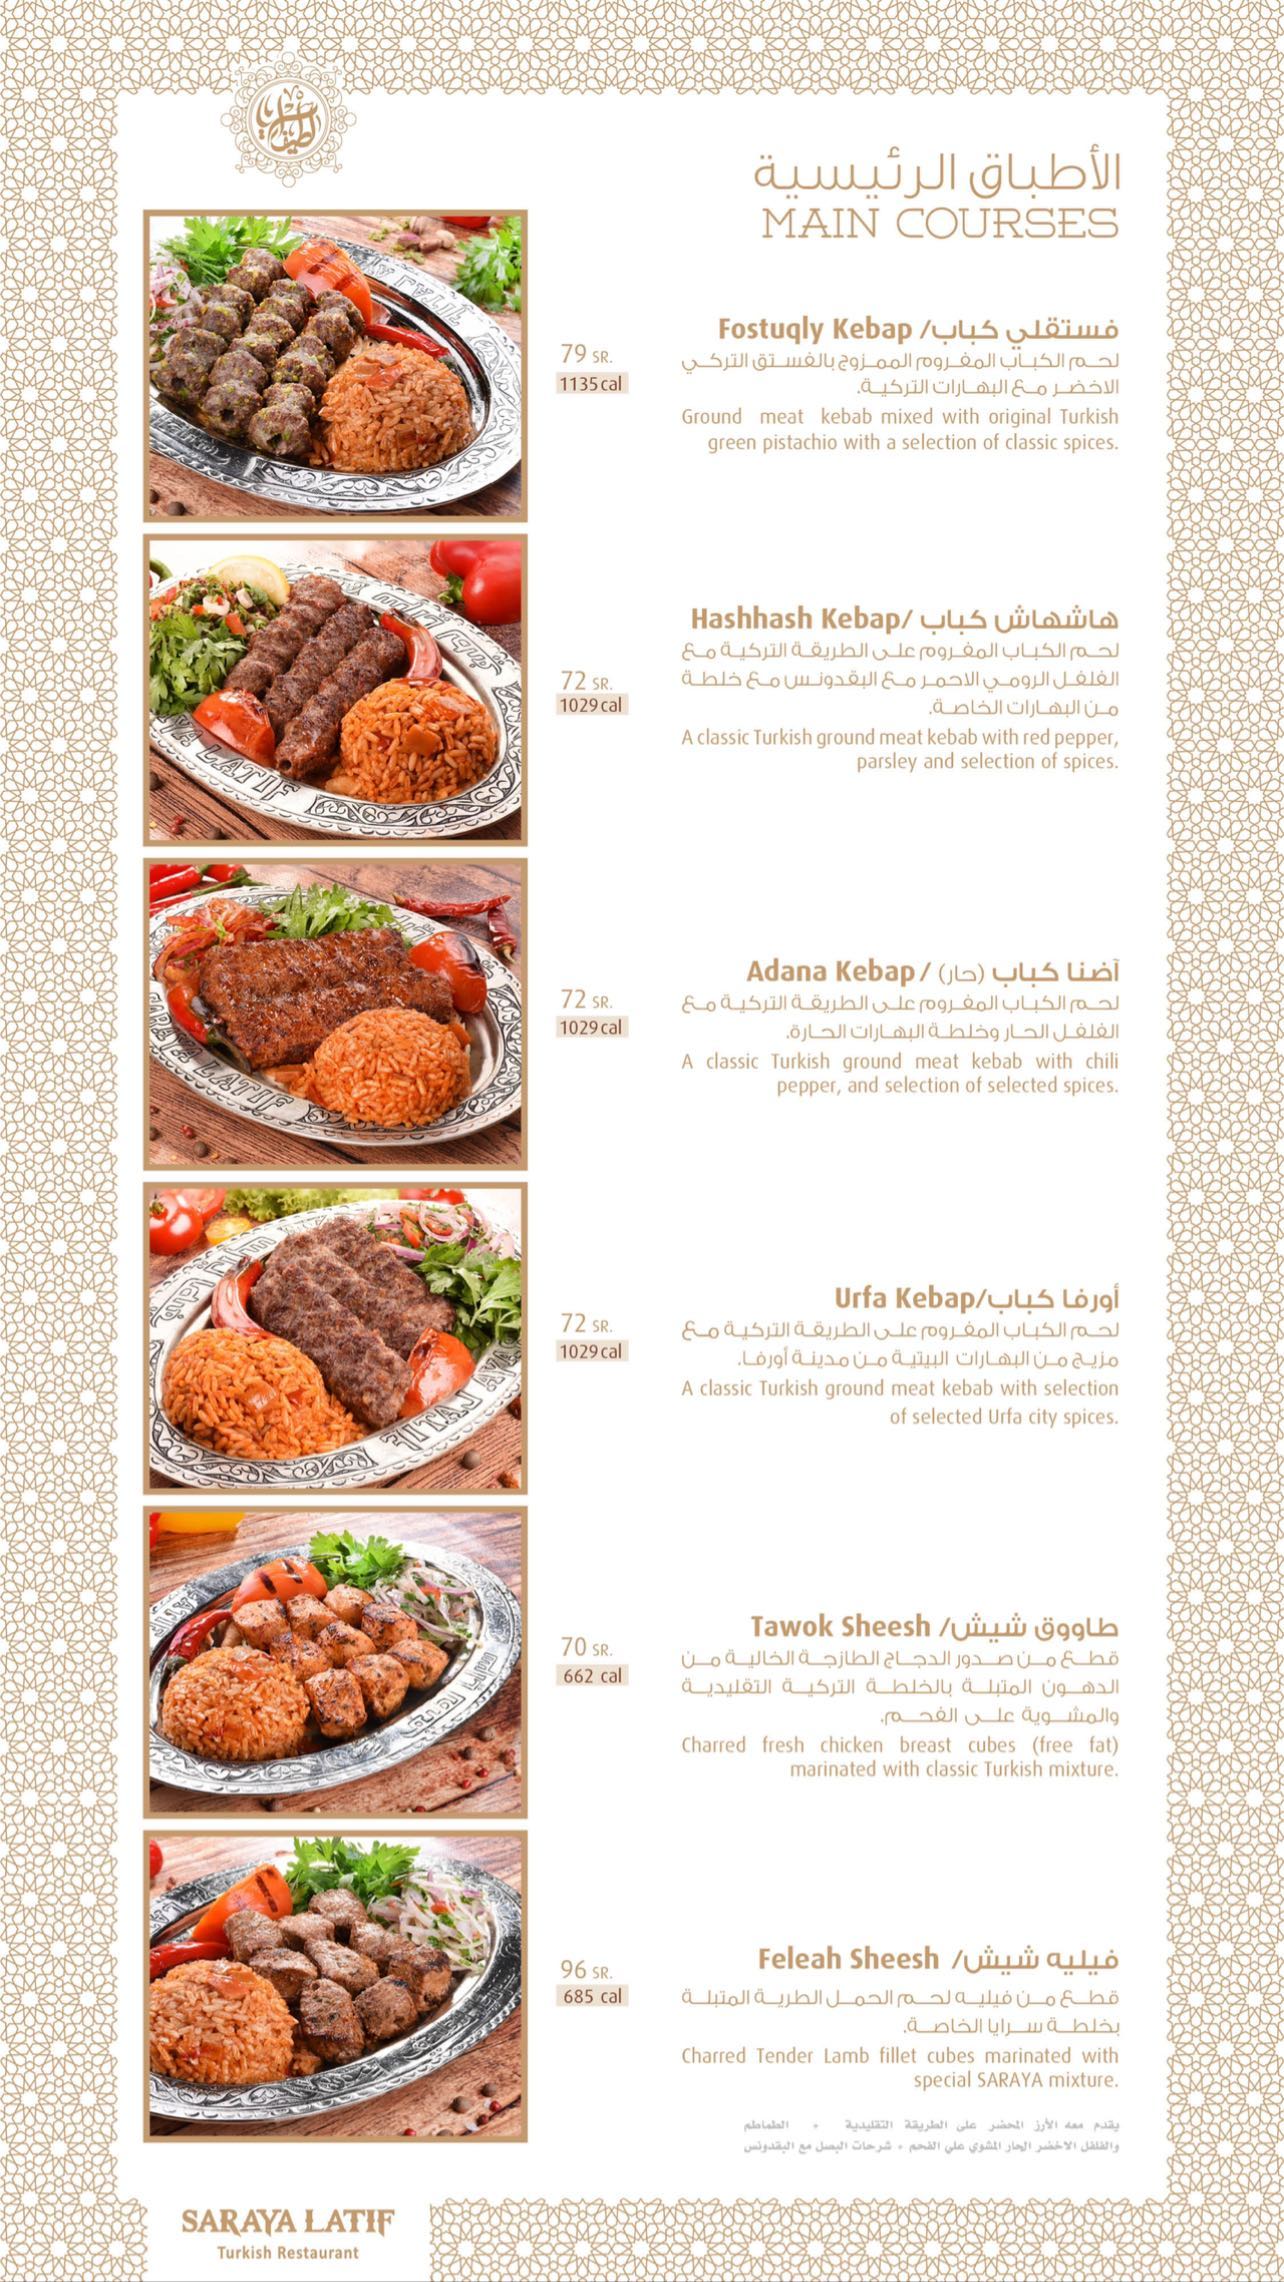 سرايا
لطيف
الأطباق الرئيسية
MAIN COURSES
Fostuqly Kebap /فستقلي كباب
79 SR.
1135 cal
لحم الكباب المفروم الممزوج بالفستق التركي
الاخضر مع البهارات التركية.
Ground meat kebab mixed with original Turkish
green pistachio with a selection of classic spices.
Hashhash Kebap/ هاشهاش كباب
72 SR.
1029 cal
لحم الكباب المفروم على الطريقة التركية مع
الفلفل الرومي الاحمر مع البقدونس مع خلطة
من البهارات الخاصة.
A classic Turkish ground meat kebab with red pepper,
parsley and selection of spices.
Adana Kebap / آضنا كباب (حار)
72 SR.
1029 cal
لحم الكباب المفروم على الطريقة التركية مع
الفلفل الحار وخلطة البهارات الحارة.
A classic Turkish ground meat kebab with chili
pepper, and selection of selected spices.
Urfa Kebap/أورفا كباب
72 SR.
1029 cal
لحم الكباب المفروم على الطريقة التركية مع
مزيج من البهارات البيتية من مدينة أورفا.
A classic Turkish ground meat kebab with selection
of selected Urfa city spices.
Tawok Sheesh /طاووق شيش
70 SR.
662 cal
قطع من صدور الدجاج الطازجة الخالية من
الدهون المتبلة بالخلطة التركية التقليدية
والمشوية على الفحم.
Charred fresh chicken breast cubes (free fat)
marinated with classic Turkish mixture.
Feleah Sheesh /فيليه شيش
96 SR.
685 cal
قطع من فيليه لحم الحمل الطرية المتبلة
بخلطة سرايا الخاصة.
Charred Tender Lamb fillet cubes marinated with
special SARAYA mixture.
يقدم معه الأرز المحضر على الطريقة التقليدية + الطماطم
والفلفل الاخضر الحار المشوي علي الفحم + شرحات البصل مع البقدونس
SARAYA LATIF
Turkish Restaurant